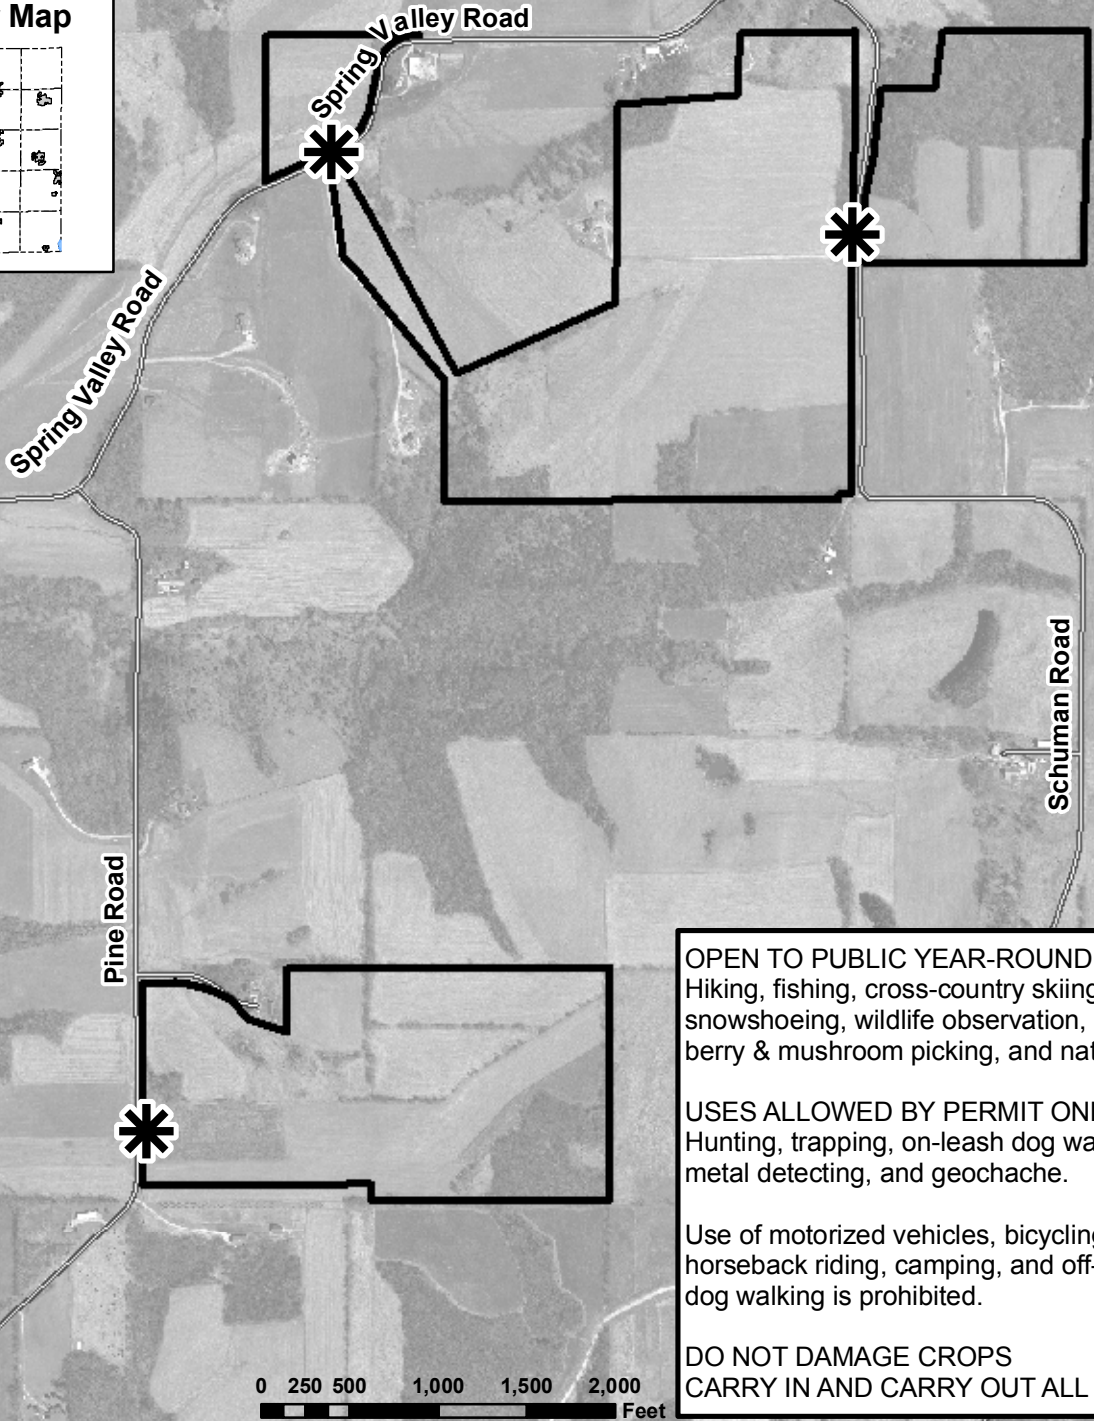 Map
Spring Valley Road
Spring Valley Road
Schuman Road
Pine Road
OPEN TO PUBLIC YEAR-ROUND
Hiking, fishing, cross-country skiing
snowshoeing, wildlife observation,
berry & mushroom picking, and nat
USES ALLOWED BY PERMIT ONL
Hunting, trapping, on-leash dog wa
metal detecting, and geochache.
Use of motorized vehicles, bicycling
horseback riding, camping, and off-
dog walking is prohibited.
DO NOT DAMAGE CROPS
CARRY IN AND CARRY OUT ALL
0 250 500 1,000 1,500 2,000
Feet